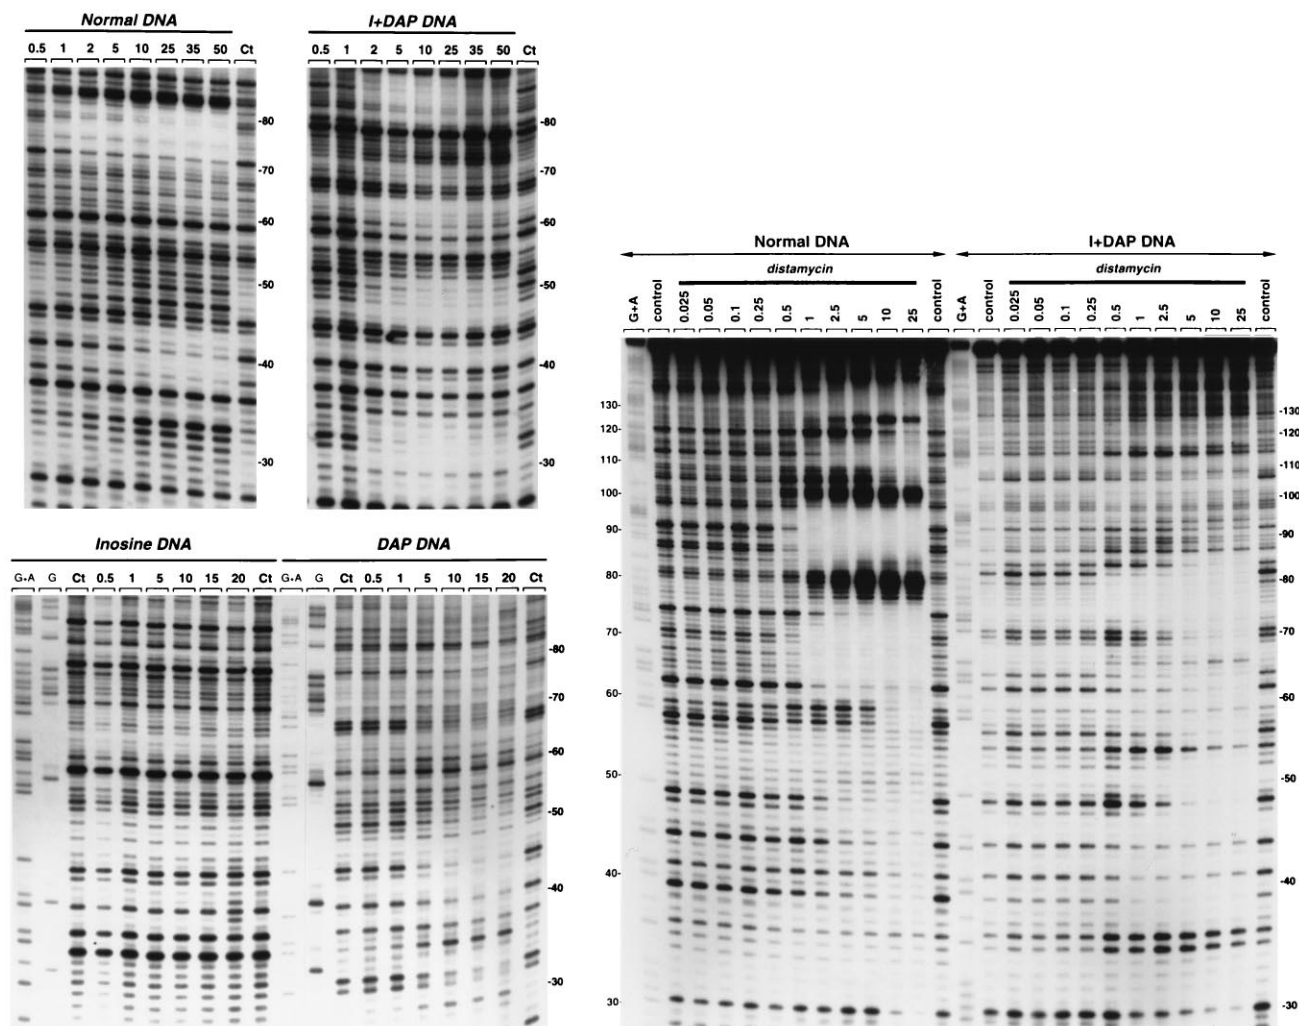 Normal DNA
0.5 1 2 5 10 25 35 50 Ct
-80
-70
-60
-50
-40
-30
I+DAP DNA
0.5 1 2 5 10 25 35 50 Ct
-80
-70
-60
-50
-40
-30
Inosine DNA
G+A G Ct 0.5 1 5 10 15 20 Ct
DAP DNA
G+A G Ct 0.5 1 5 10 15 20 Ct
-80
-70
-60
-50
-40
-30
Normal DNA
distamycin
G+A control 0.025 0.05 0.1 0.25 0.5 1 2.5 5 10 25 control
130-
120-
110-
100-
90-
80-
70-
60-
50-
40-
30-
I+DAP DNA
distamycin
G+A control 0.025 0.05 0.1 0.25 0.5 1 2.5 5 10 25 control
-130
-120
-110
-100
-90
-80
-70
-60
-50
-40
-30